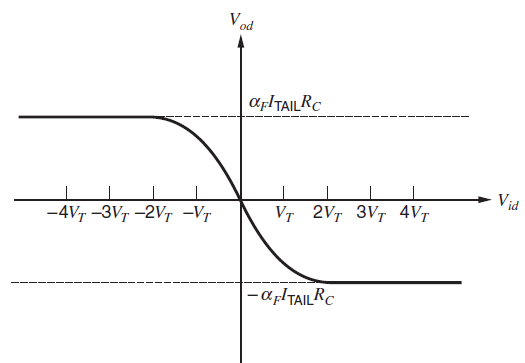 V_od
α_F I_TAIL R_C
−4V_T −3V_T −2V_T −V_T V_T 2V_T 3V_T 4V_T V_id
−α_F I_TAIL R_C